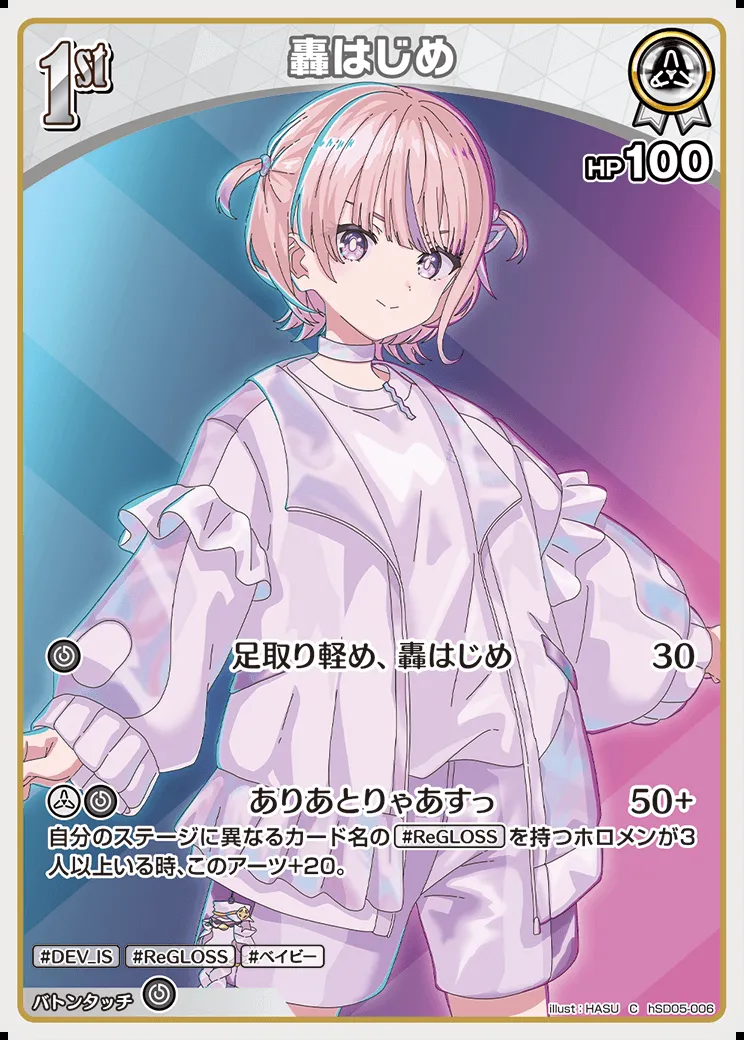 1st
轟はじめ
HP100
足取り軽め、轟はじめ 30
ありあとりゃあすっ 50+
自分のステージに異なるカード名の #ReGLOSS を持つホロメンが3
人以上いる時、このアーツ+20。
#DEV_IS #ReGLOSS #ベイビー
バトンタッチ
illust:HASU C hSD05-006